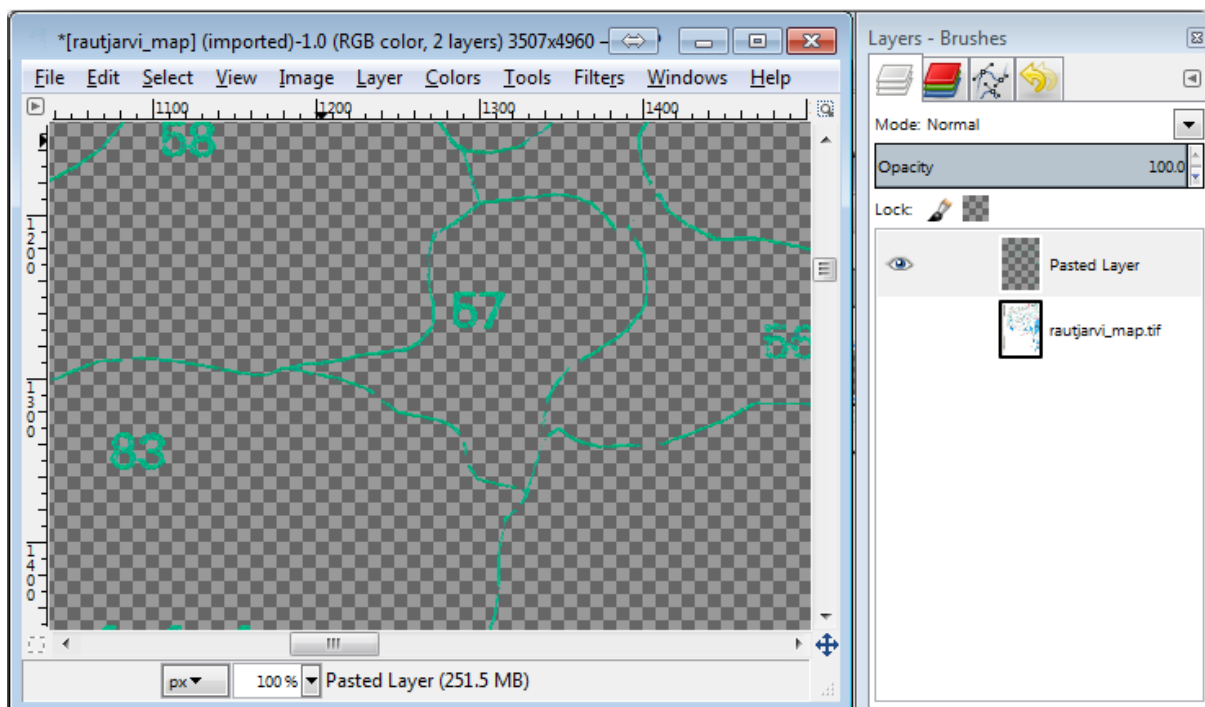 *[rautjarvi_map] (imported)-1.0 (RGB color, 2 layers) 3507x4960 –
File Edit Select View Image Layer Colors Tools Filters Windows Help
1100 1200 1300 1400
1200
1300
1400
58
57
56
83
px 100 % Pasted Layer (251.5 MB)
Layers - Brushes
Mode: Normal
Opacity 100.0
Lock:
Pasted Layer
rautjarvi_map.tif